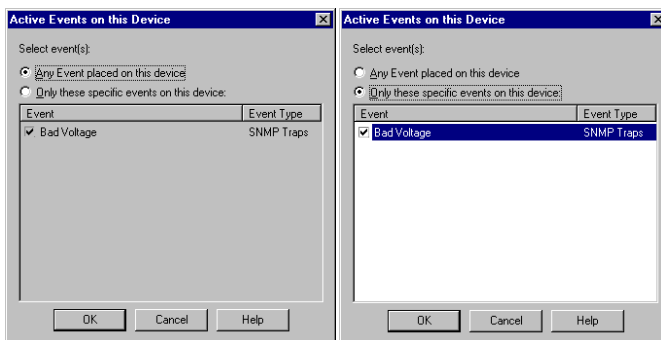 Active Events on this Device
Select event(s):
Any Event placed on this device
Only these specific events on this device:
Event Event Type
Bad Voltage SNMP Traps
OK Cancel Help
Active Events on this Device
Select event(s):
Any Event placed on this device
Only these specific events on this device:
Event Event Type
Bad Voltage SNMP Traps
OK Cancel Help